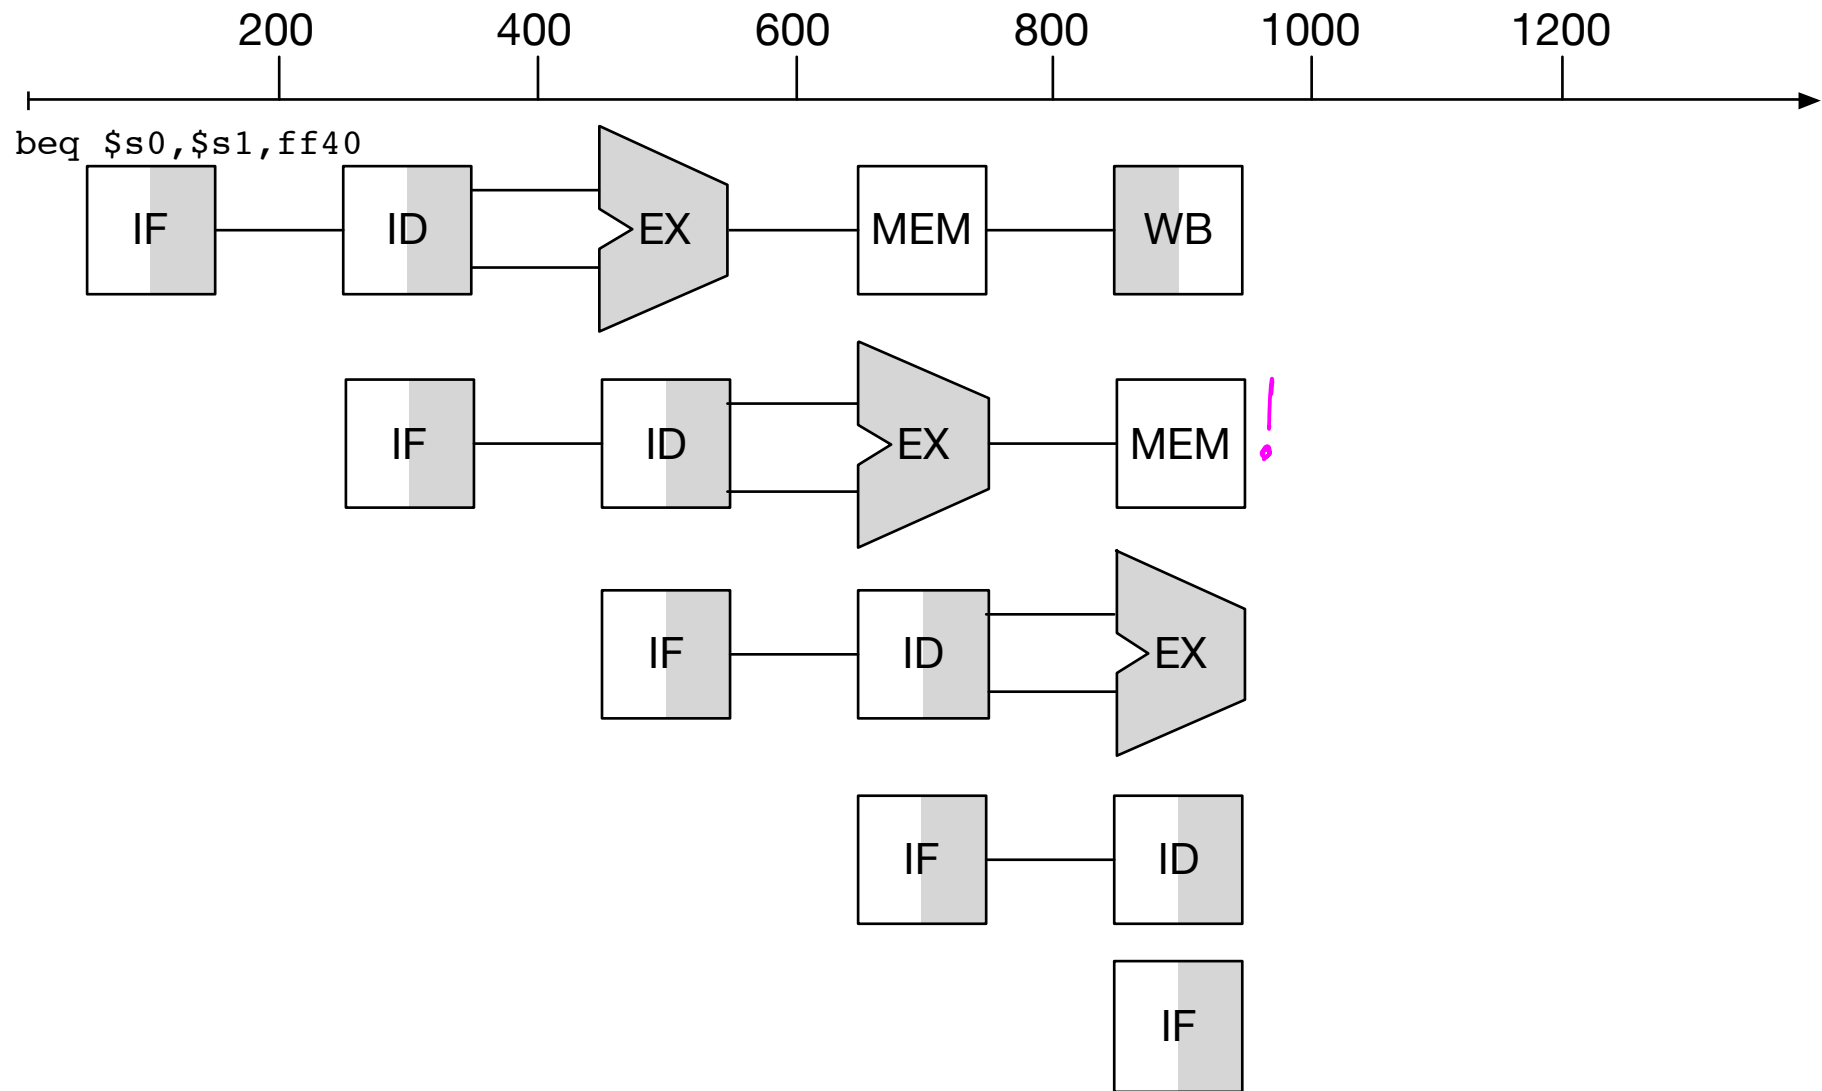 200 400 600 800 1000 1200
beq $s0,$s1,ff40
IF ID EX MEM WB
IF ID EX MEM !
IF ID EX
IF ID
IF